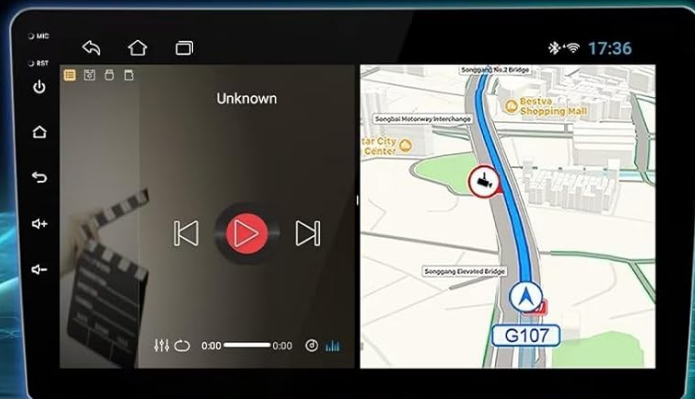 MIC
17:36
RST
Unknown
0:00
0:00
Songgang No.2 Bridge
Bestva
Shopping Mall
Songbai Motorway Interchange
tar City
Center
Songgang Elevated Bridge
G107